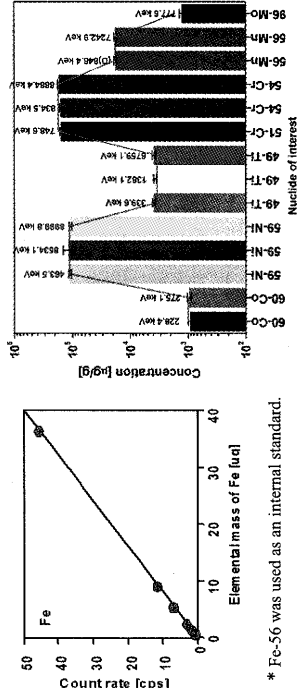 Fe
50
40
30
20
10
0
Count rate [cps]
0
10
20
30
40
Elemental mass of Fe [ug]
10⁵
10⁴
10³
10²
Concentration [µg/g]
228.4 keV
275.1 keV
465.5 keV
8534.1 keV
8999.8 keV
339.6 keV
1382.1 keV
6759.1 keV
748.6 keV
834.5 keV
8884.4 keV
(D)846.4 keV
7242.9 keV
777.5 keV
60-Co
60-Co
59-Ni
59-Ni
59-Ni
49-Ti
49-Ti
49-Ti
51-Cr
54-Cr
54-Cr
56-Mn
56-Mn
96-Mo
Nuclide of interest
* Fe-56 was used as an internal standard.